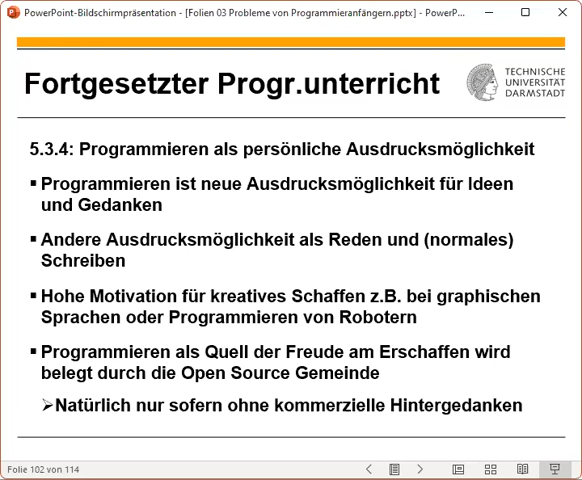 PowerPoint-Bildschirmpräsentation - [Folien 03 Probleme von Programmieranfängern.pptx] - PowerP...
Fortgesetzter Progr.unterricht
TECHNISCHE
UNIVERSITÄT
DARMSTADT
5.3.4: Programmieren als persönliche Ausdrucksmöglichkeit
▪ Programmieren ist neue Ausdrucksmöglichkeit für Ideen
und Gedanken
▪ Andere Ausdrucksmöglichkeit als Reden und (normales)
Schreiben
▪ Hohe Motivation für kreatives Schaffen z.B. bei graphischen
Sprachen oder Programmieren von Robotern
▪ Programmieren als Quell der Freude am Erschaffen wird
belegt durch die Open Source Gemeinde
➢ Natürlich nur sofern ohne kommerzielle Hintergedanken
Folie 102 von 114